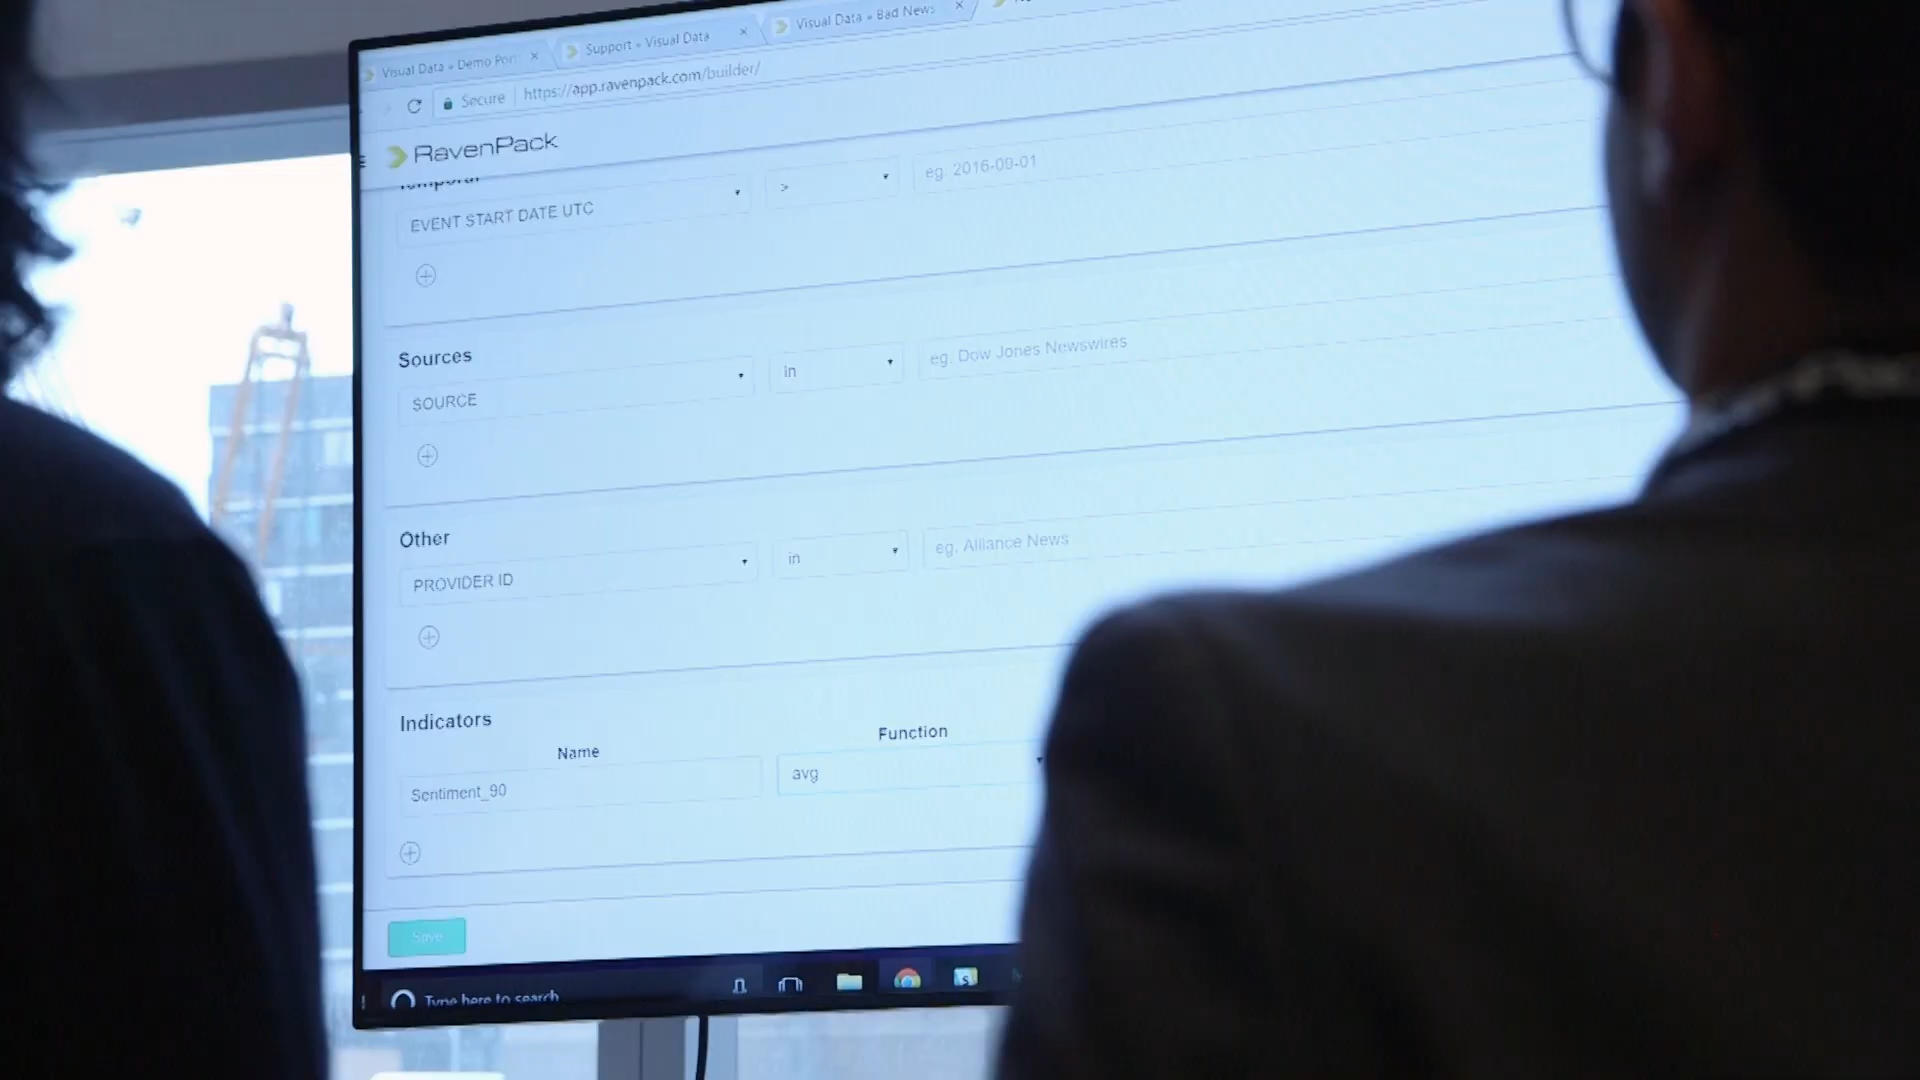 Visual Data » Demo Port
Support » Visual Data
Visual Data » Bad News
Secure
https://app.ravenpack.com/builder/
RavenPack
Temporal
EVENT START DATE UTC
>
eg. 2016-09-01
Sources
SOURCE
in
eg. Dow Jones Newswires
Other
PROVIDER ID
in
eg. Alliance News
Indicators
Name
Function
Sentiment_90
avg
Save
Type here to search